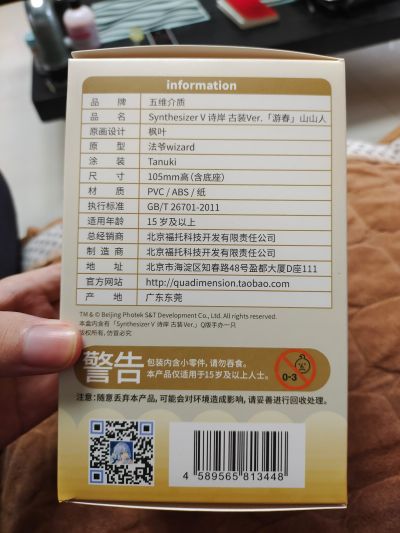 information
品 牌 五维介质
品 名 Synthesizer V 诗岸 古装Ver.「游春」山山人
原画设计 枫叶
原 型 法爷wizard
涂 装 Tanuki
尺 寸 105mm高(含底座)
材 质 PVC / ABS / 纸
执行标准 GB/T 26701-2011
适用年龄 15 岁及以上
总经销商 北京福托科技开发有限责任公司
制 造 商 北京福托科技开发有限责任公司
地 址 北京市海淀区知春路48号盈都大厦D座111
官方网站 http://quadimension.taobao.com
产 地 广东东莞
TM & © Beijing Photek S&T Development Co., Ltd. All rights reserved.
本盒内含有「Synthesizer V 诗岸 古装 Ver.」Q版手办一只
版权所有, 仿冒必究
警告
包装内含小零件, 请勿吞食。
本产品仅适用于15岁及以上人士。
0-3
注意: 随意丢弃本产品, 可能会对环境造成影响, 请妥善进行回收处理。
4 589565 813448